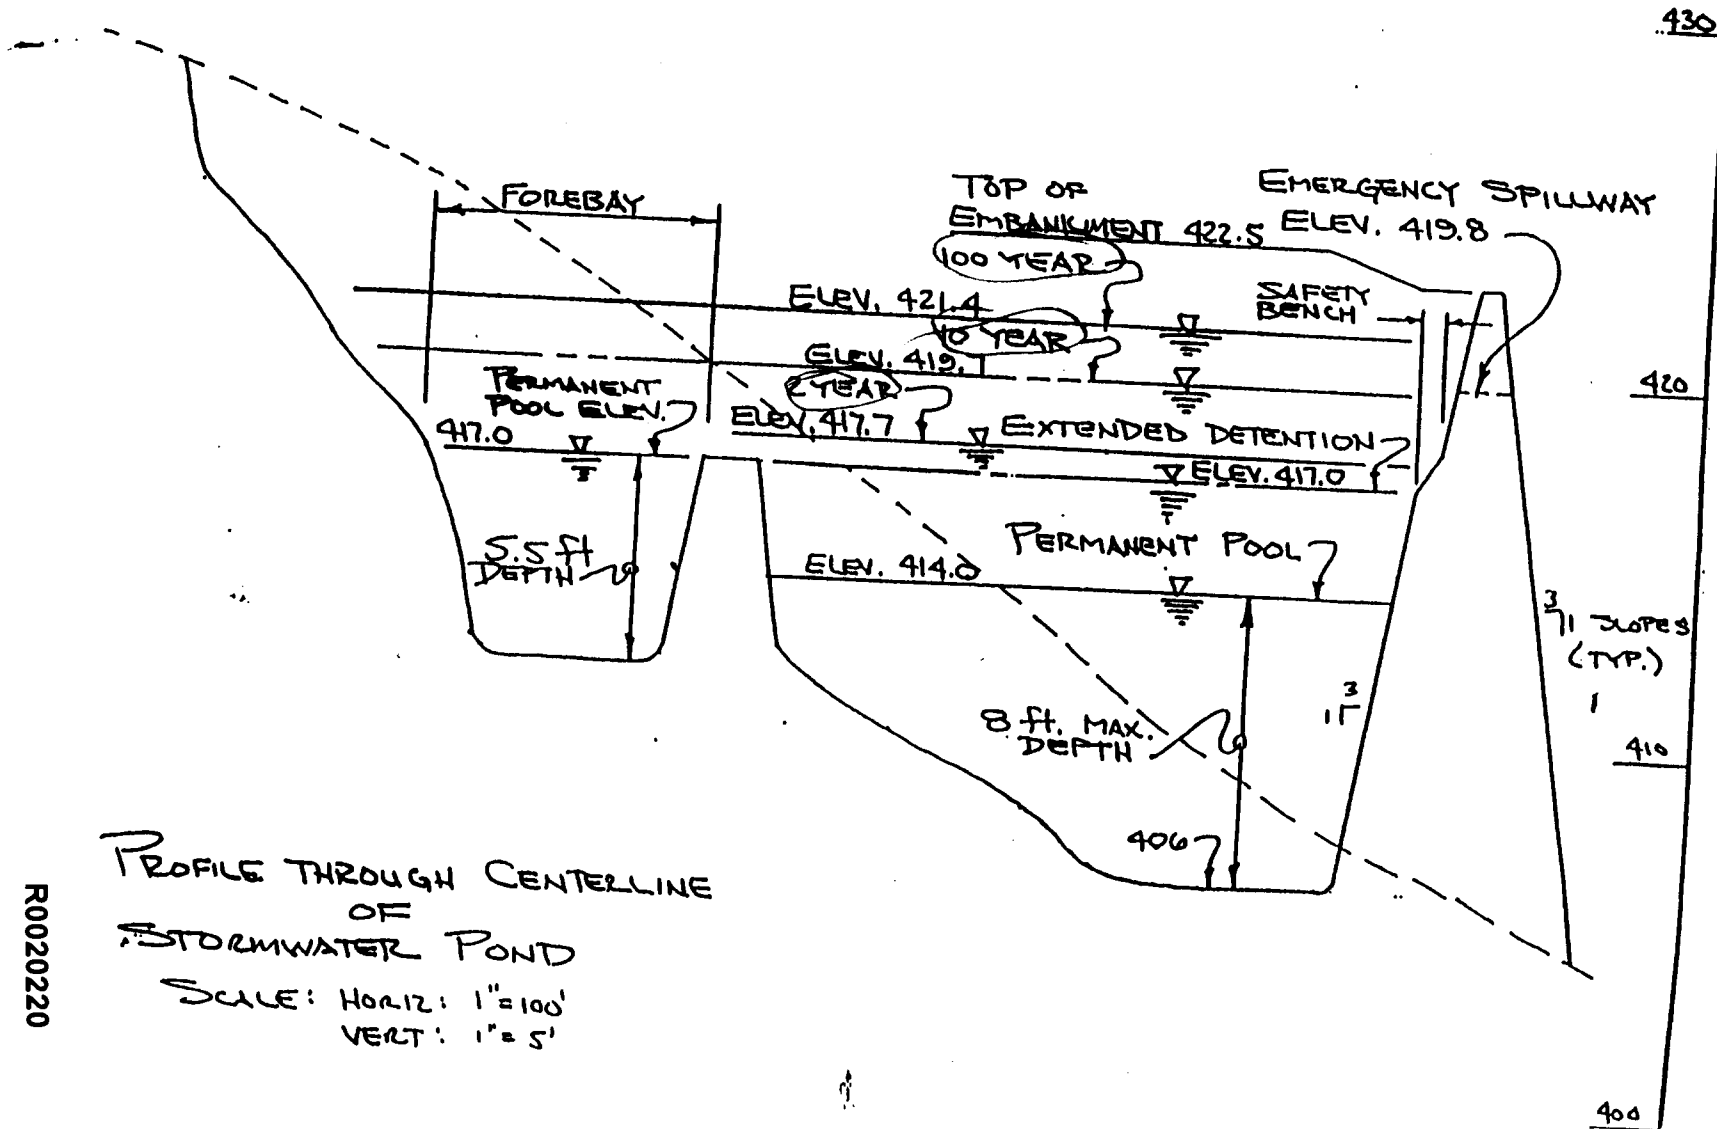 430
FOREBAY
TOP OF
EMBANKMENT 422.5
EMERGENCY SPILLWAY
ELEV. 419.8
100 YEAR
ELEV. 421.4
SAFETY
BENCH
10 YEAR
ELEV. 419.1
420
PERMANENT
POOL ELEV.
417.0
2 YEAR
ELEV. 417.7
EXTENDED DETENTION
ELEV. 417.0
5.5 ft
DEPTH
PERMANENT POOL
ELEV. 414.0
3
1 SLOPES
(TYP.)
8 ft. MAX.
DEPTH
3
1
410
406
PROFILE THROUGH CENTERLINE
OF
STORMWATER POND
SCALE: HORIZ: 1"=100'
VERT: 1"= 5'
R0020220
400